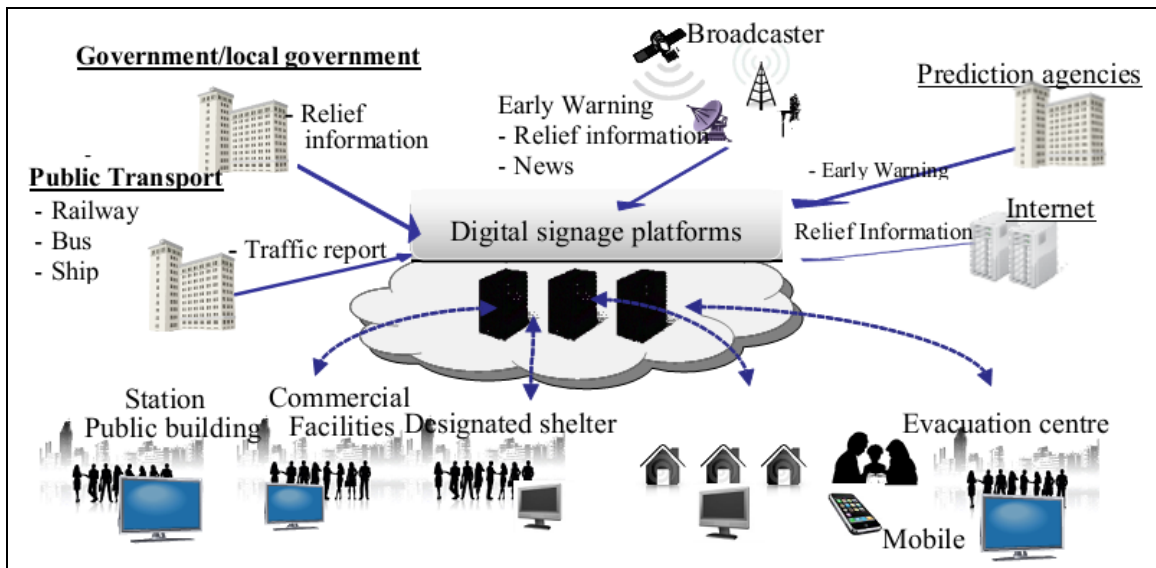 Government/local government
- Relief
information
Broadcaster
Early Warning
- Relief information
- News
Prediction agencies
- Early Warning
-
Public Transport
- Railway
- Bus
- Ship
- Traffic report
Digital signage platforms
Internet
Relief Information
Station
Public building
Commercial
Facilities
Designated shelter
Evacuation centre
Mobile